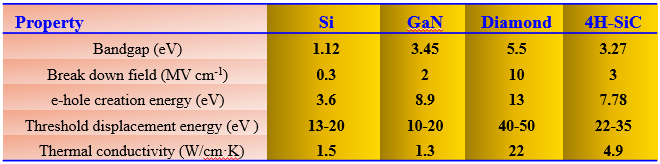 Property Si GaN Diamond 4H-SiC
Bandgap (eV) 1.12 3.45 5.5 3.27
Break down field (MV cm⁻¹) 0.3 2 10 3
e-hole creation energy (eV) 3.6 8.9 13 7.78
Threshold displacement energy (eV ) 13-20 10-20 40-50 22-35
Thermal conductivity (W/cm·K) 1.5 1.3 22 4.9